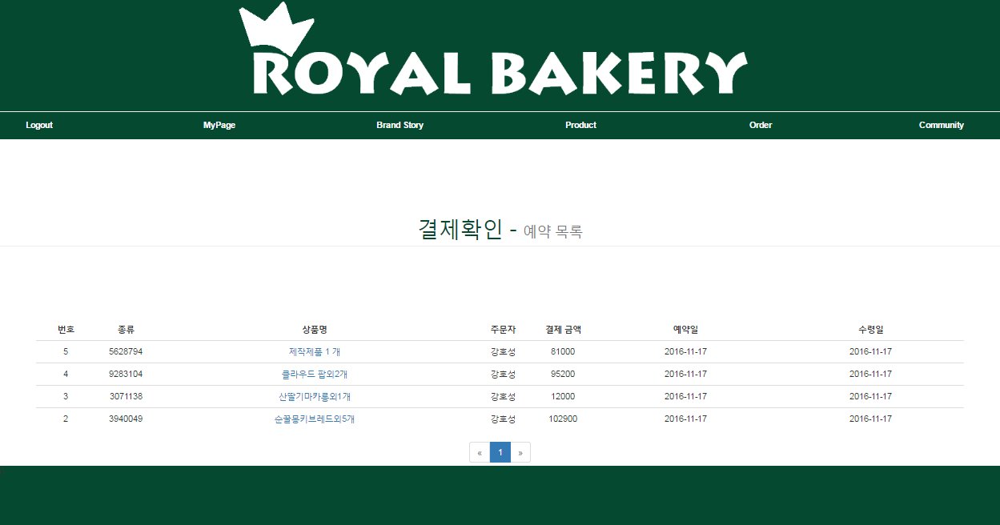 ROYAL BAKERY
Logout MyPage Brand Story Product Order Community
결제확인 - 예약 목록
번호 종류 상품명 주문자 결제 금액 예약일 수령일
5 5628794 제작제품 1 개 강호성 81000 2016-11-17 2016-11-17
4 9283104 클라우드 팝외2개 강호성 95200 2016-11-17 2016-11-17
3 3071138 산딸기마카롱외1개 강호성 12000 2016-11-17 2016-11-17
2 3940049 순꿀몽키브레드외5개 강호성 102900 2016-11-17 2016-11-17
« 1 »